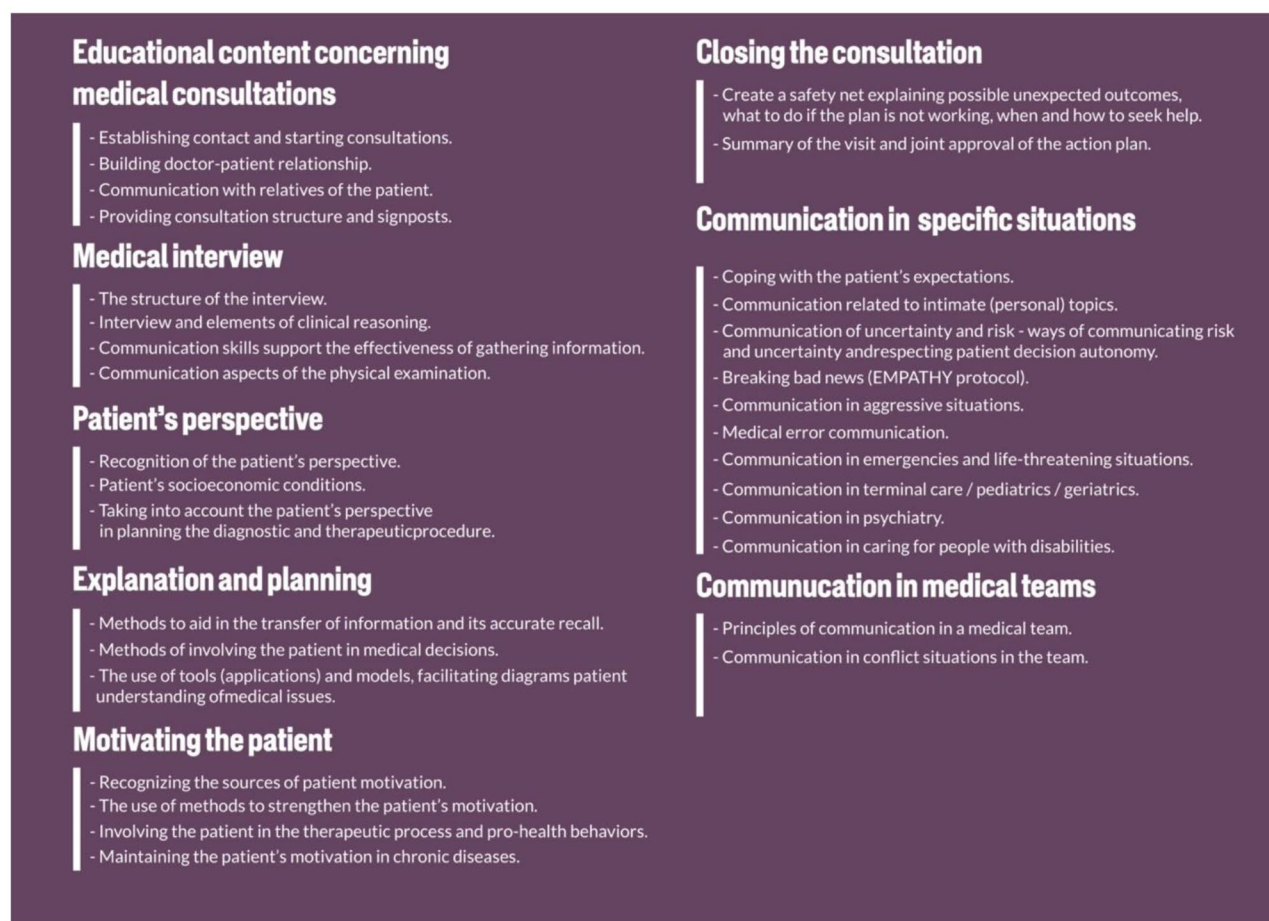 Educational content concerning
medical consultations
- Establishing contact and starting consultations.
- Building doctor-patient relationship.
- Communication with relatives of the patient.
- Providing consultation structure and signposts.
Medical interview
- The structure of the interview.
- Interview and elements of clinical reasoning.
- Communication skills support the effectiveness of gathering information.
- Communication aspects of the physical examination.
Patient's perspective
- Recognition of the patient's perspective.
- Patient's socioeconomic conditions.
- Taking into account the patient's perspective
in planning the diagnostic and therapeuticprocedure.
Explanation and planning
- Methods to aid in the transfer of information and its accurate recall.
- Methods of involving the patient in medical decisions.
- The use of tools (applications) and models, facilitating diagrams patient
understanding ofmedical issues.
Motivating the patient
- Recognizing the sources of patient motivation.
- The use of methods to strengthen the patient's motivation.
- Involving the patient in the therapeutic process and pro-health behaviors.
- Maintaining the patient's motivation in chronic diseases.
Closing the consultation
- Create a safety net explaining possible unexpected outcomes,
what to do if the plan is not working, when and how to seek help.
- Summary of the visit and joint approval of the action plan.
Communication in specific situations
- Coping with the patient's expectations.
- Communication related to intimate (personal) topics.
- Communication of uncertainty and risk - ways of communicating risk
and uncertainty andrespecting patient decision autonomy.
- Breaking bad news (EMPATHY protocol).
- Communication in aggressive situations.
- Medical error communication.
- Communication in emergencies and life-threatening situations.
- Communication in terminal care / pediatrics / geriatrics.
- Communication in psychiatry.
- Communication in caring for people with disabilities.
Communucation in medical teams
- Principles of communication in a medical team.
- Communication in conflict situations in the team.